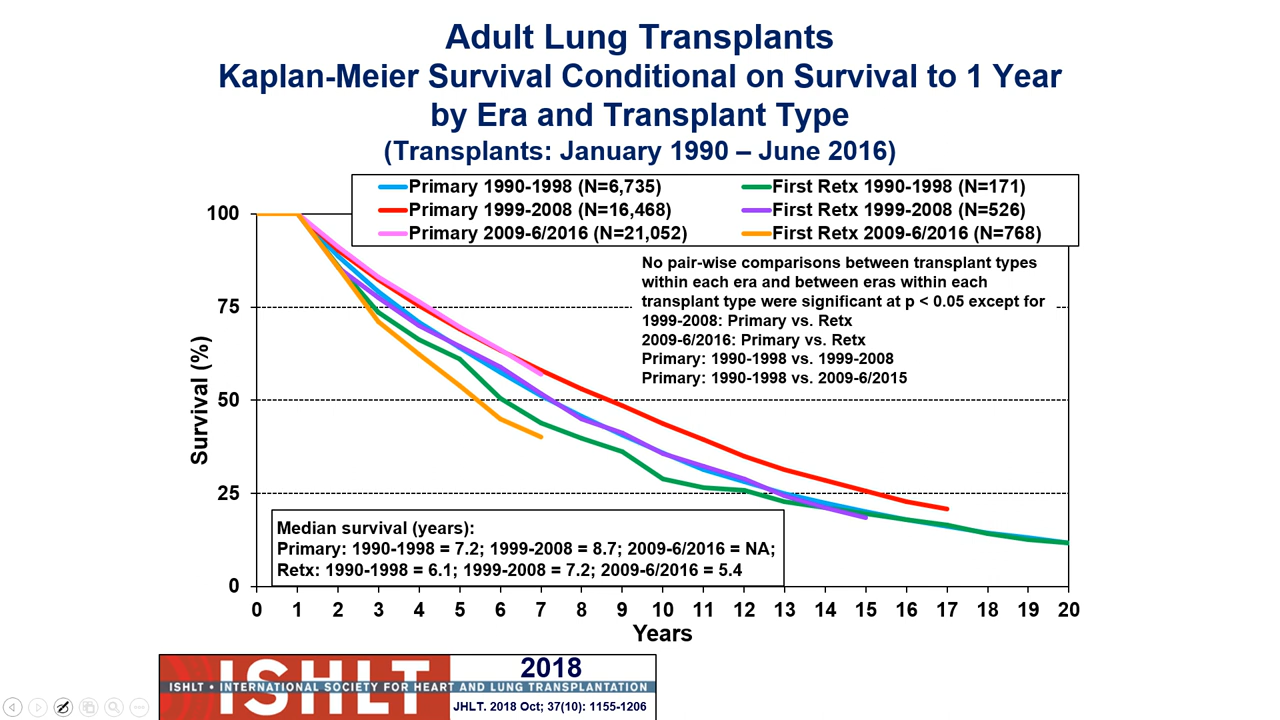 Adult Lung Transplants
Kaplan-Meier Survival Conditional on Survival to 1 Year
by Era and Transplant Type
(Transplants: January 1990 – June 2016)
Primary 1990-1998 (N=6,735)
First Retx 1990-1998 (N=171)
Primary 1999-2008 (N=16,468)
First Retx 1999-2008 (N=526)
Primary 2009-6/2016 (N=21,052)
First Retx 2009-6/2016 (N=768)
No pair-wise comparisons between transplant types
within each era and between eras within each
transplant type were significant at p < 0.05 except for
1999-2008: Primary vs. Retx
2009-6/2016: Primary vs. Retx
Primary: 1990-1998 vs. 1999-2008
Primary: 1990-1998 vs. 2009-6/2015
Survival (%)
100
75
50
25
0
Median survival (years):
Primary: 1990-1998 = 7.2; 1999-2008 = 8.7; 2009-6/2016 = NA;
Retx: 1990-1998 = 6.1; 1999-2008 = 7.2; 2009-6/2016 = 5.4
0 1 2 3 4 5 6 7 8 9 10 11 12 13 14 15 16 17 18 19 20
Years
ISHLT
2018
ISHLT • INTERNATIONAL SOCIETY FOR HEART AND LUNG TRANSPLANTATION
JHLT. 2018 Oct; 37(10): 1155-1206